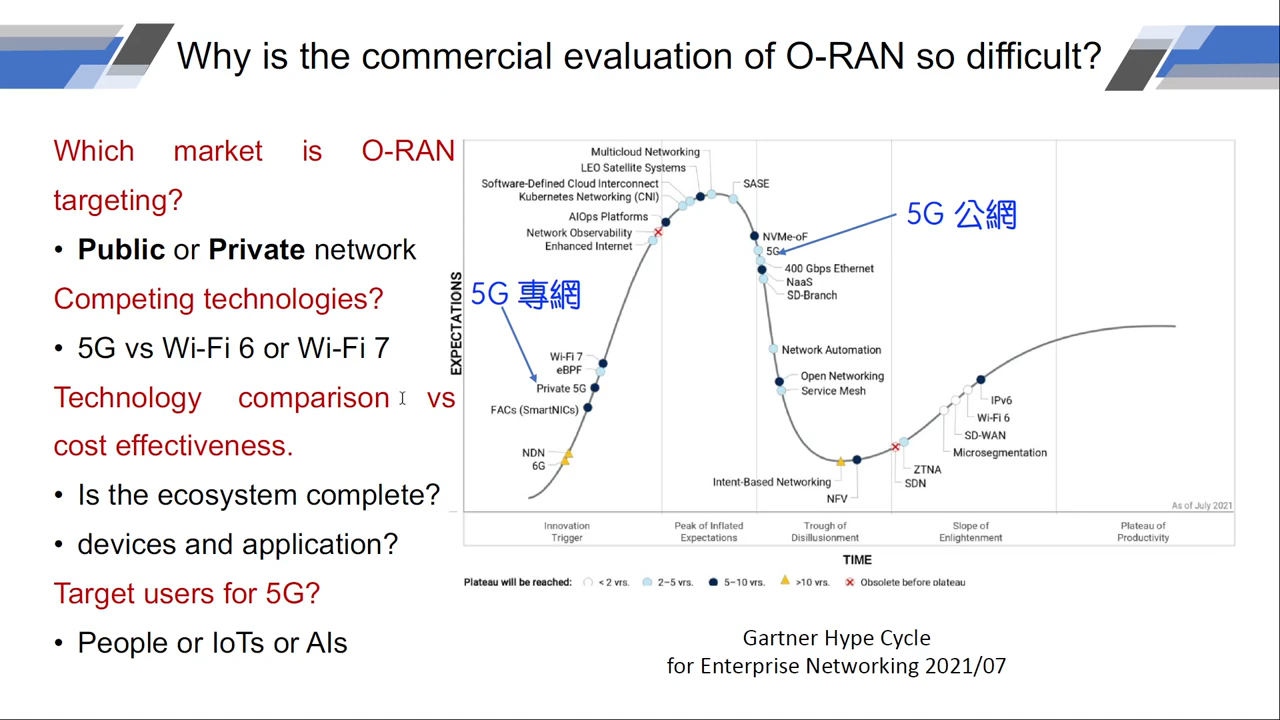 Why is the commercial evaluation of O-RAN so difficult?
Which market is O-RAN
targeting?
• Public or Private network
Competing technologies?
• 5G vs Wi-Fi 6 or Wi-Fi 7
Technology comparison vs
cost effectiveness.
• Is the ecosystem complete?
• devices and application?
Target users for 5G?
• People or IoTs or AIs
EXPECTATIONS
5G 專網
5G 公網
Multicloud Networking
LEO Satellite Systems
Software-Defined Cloud Interconnect
Kubernetes Networking (CNI)
AIOps Platforms
Network Observability
Enhanced Internet
Wi-Fi 7
eBPF
Private 5G
FACs (SmartNICs)
NDN
6G
SASE
NVMe-oF
5G
400 Gbps Ethernet
NaaS
SD-Branch
Network Automation
Open Networking
Service Mesh
Intent-Based Networking
NFV
IPv6
Wi-Fi 6
SD-WAN
Microsegmentation
ZTNA
SDN
As of July 2021
Innovation
Trigger
Peak of Inflated
Expectations
Trough of
Disillusionment
Slope of
Enlightenment
Plateau of
Productivity
TIME
Plateau will be reached: < 2 yrs. 2–5 yrs. 5–10 yrs. >10 yrs. Obsolete before plateau
Gartner Hype Cycle
for Enterprise Networking 2021/07